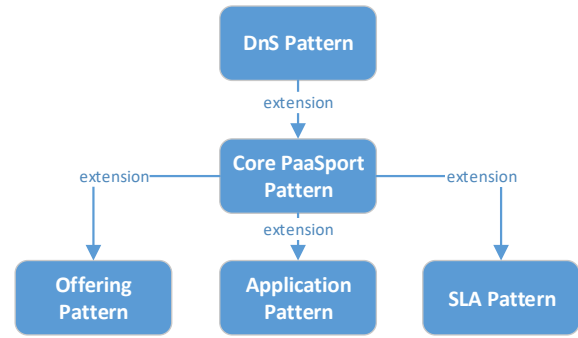 DnS Pattern
extension
Core PaaSport
Pattern
extension
extension
extension
Offering
Pattern
Application
Pattern
SLA Pattern